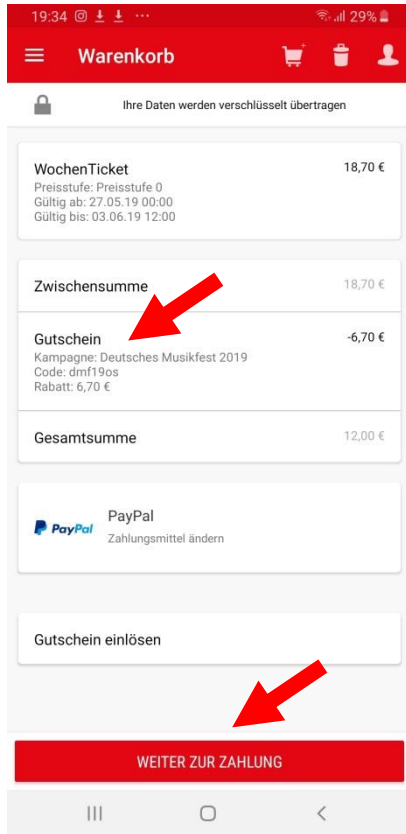 19:34 29%
Warenkorb
Ihre Daten werden verschlüsselt übertragen
WochenTicket 18,70 €
Preisstufe: Preisstufe 0
Gültig ab: 27.05.19 00:00
Gültig bis: 03.06.19 12:00
Zwischensumme 18,70 €
Gutschein -6,70 €
Kampagne: Deutsches Musikfest 2019
Code: dmf19os
Rabatt: 6,70 €
Gesamtsumme 12,00 €
PayPal
PayPal
Zahlungsmittel ändern
Gutschein einlösen
WEITER ZUR ZAHLUNG